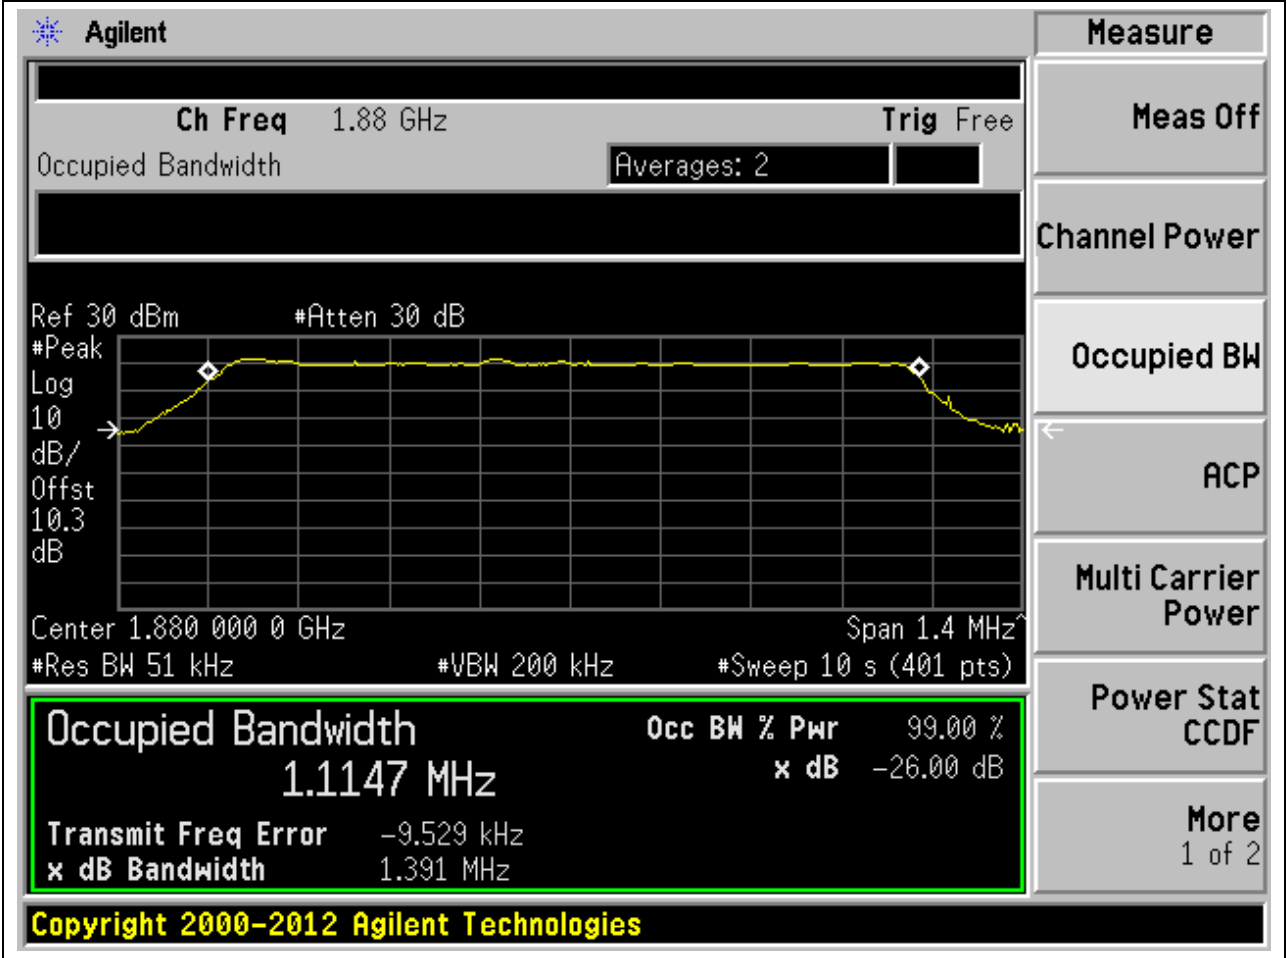 Agilent
Measure
Ch Freq 1.88 GHz Trig Free
Occupied Bandwidth Averages: 2
Meas Off
Channel Power
Occupied BW
ACP
Multi Carrier
Power
Power Stat
CCDF
More
1 of 2
Ref 30 dBm #Atten 30 dB
#Peak
Log
10
dB/
Offst
10.3
dB
Center 1.880 000 0 GHz Span 1.4 MHz^
#Res BW 51 kHz #VBW 200 kHz #Sweep 10 s (401 pts)
Occupied Bandwidth Occ BW % Pwr 99.00 %
1.1147 MHz x dB -26.00 dB
Transmit Freq Error -9.529 kHz
x dB Bandwidth 1.391 MHz
Copyright 2000-2012 Agilent Technologies